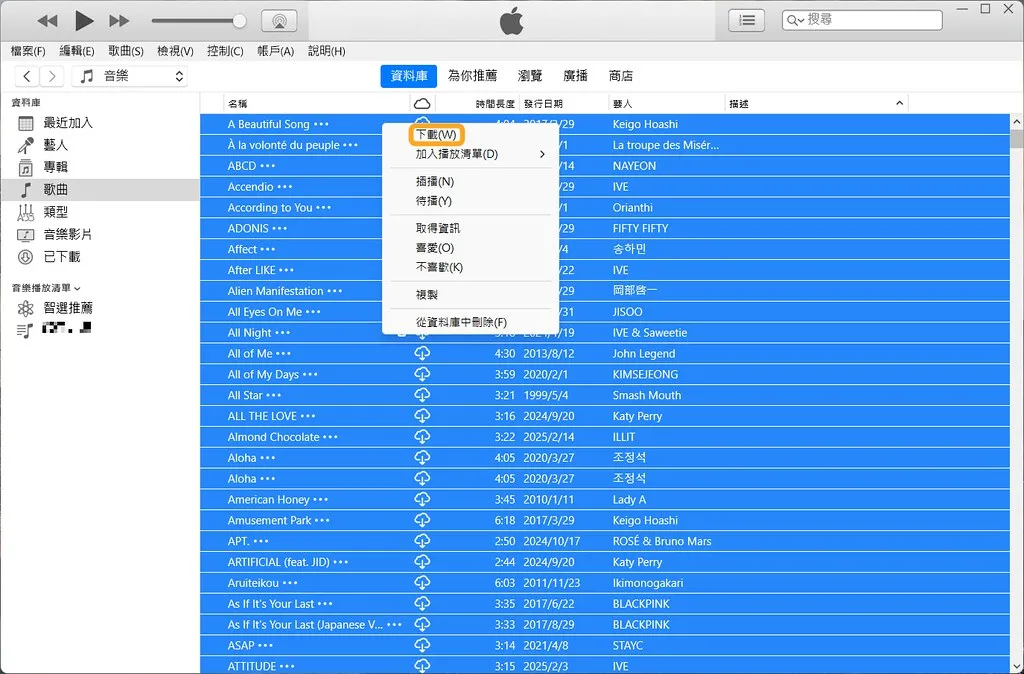 搜尋
檔案(F) 編輯(E) 歌曲(S) 檢視(V) 控制(C) 帳戶(A) 說明(H)
音樂 資料庫 為你推薦 瀏覽 廣播 商店
資料庫
最近加入
藝人
專輯
歌曲
類型
音樂影片
已下載
音樂播放清單
智選推薦
名稱 時間長度 發行日期 藝人 描述
A Beautiful Song ••• Keigo Hoashi
À la volonté du peuple ••• La troupe des Misér...
ABCD ••• /14 NAYEON
Accendio ••• /29 IVE
According to You ••• /1 Orianthi
ADONIS ••• /29 FIFTY FIFTY
Affect ••• /4 송하민
After LIKE ••• /22 IVE
Alien Manifestation ••• /29 岡部啓一
All Eyes On Me ••• /31 JISOO
All Night ••• IVE & Saweetie
All of Me ••• 4:30 2013/8/12 John Legend
All of My Days ••• 3:59 2020/2/1 KIMSEJEONG
All Star ••• 3:21 1999/5/4 Smash Mouth
ALL THE LOVE ••• 3:16 2024/9/20 Katy Perry
Almond Chocolate ••• 3:22 2025/2/14 ILLIT
Aloha ••• 4:05 2020/3/27 조정석
Aloha ••• 4:05 2020/3/27 조정석
American Honey ••• 3:45 2010/1/11 Lady A
Amusement Park ••• 6:18 2017/3/29 Keigo Hoashi
APT. ••• 2:50 2024/10/17 ROSÉ & Bruno Mars
ARTIFICIAL (feat. JID) ••• 2:44 2024/9/20 Katy Perry
Aruiteikou ••• 6:03 2011/11/23 Ikimonogakari
As If It's Your Last ••• 3:35 2017/6/22 BLACKPINK
As If It's Your Last (Japanese V... ••• 3:33 2017/8/29 BLACKPINK
ASAP ••• 3:14 2021/4/8 STAYC
ATTITUDE ••• 3:15 2025/2/3 IVE
下載(W)
加入播放清單(D)
插播(N)
待播(Y)
取得資訊
喜愛(O)
不喜歡(K)
複製
從資料庫中刪除(F)